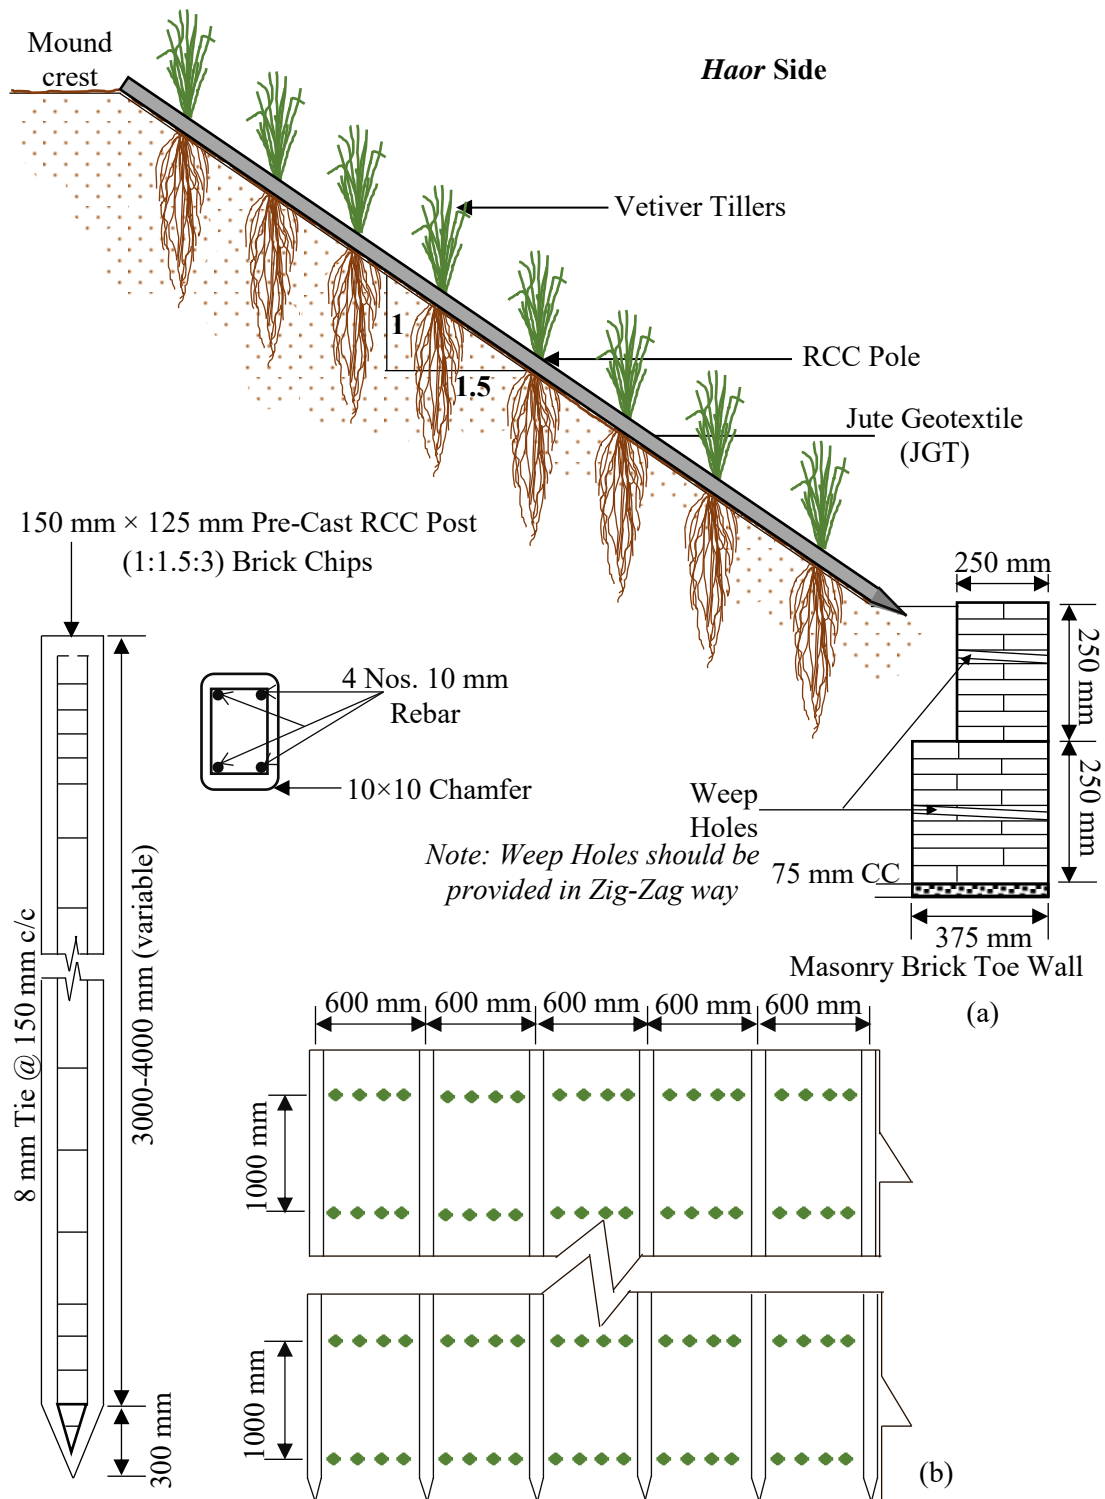 Mound
crest
Haor Side
Vetiver Tillers
1
1.5
RCC Pole
Jute Geotextile
(JGT)
150 mm × 125 mm Pre-Cast RCC Post
(1:1.5:3) Brick Chips
250 mm
250 mm
250 mm
4 Nos. 10 mm
Rebar
10×10 Chamfer
Weep
Holes
Note: Weep Holes should be
provided in Zig-Zag way
75 mm CC
375 mm
Masonry Brick Toe Wall
(a)
8 mm Tie @ 150 mm c/c
3000-4000 mm (variable)
300 mm
600 mm 600 mm 600 mm 600 mm 600 mm
1000 mm
1000 mm
(b)